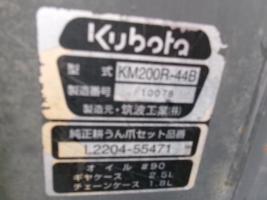 Kubota
型式 KM200R-44B
製造番号 10078
製造元・筑波工業(株)
純正耕うん爪セット品番
L2204-55471
オイル #90
ギヤケース 2.5L
チェーンケース 1.8L